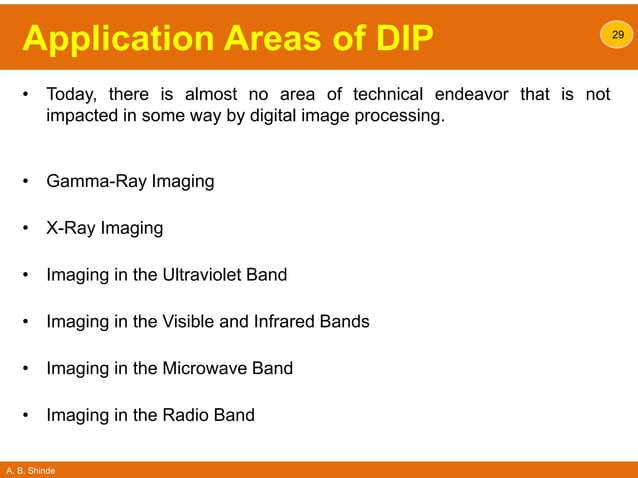 Application Areas of DIP
29
• Today, there is almost no area of technical endeavor that is not
impacted in some way by digital image processing.
• Gamma-Ray Imaging
• X-Ray Imaging
• Imaging in the Ultraviolet Band
• Imaging in the Visible and Infrared Bands
• Imaging in the Microwave Band
• Imaging in the Radio Band
A. B. Shinde